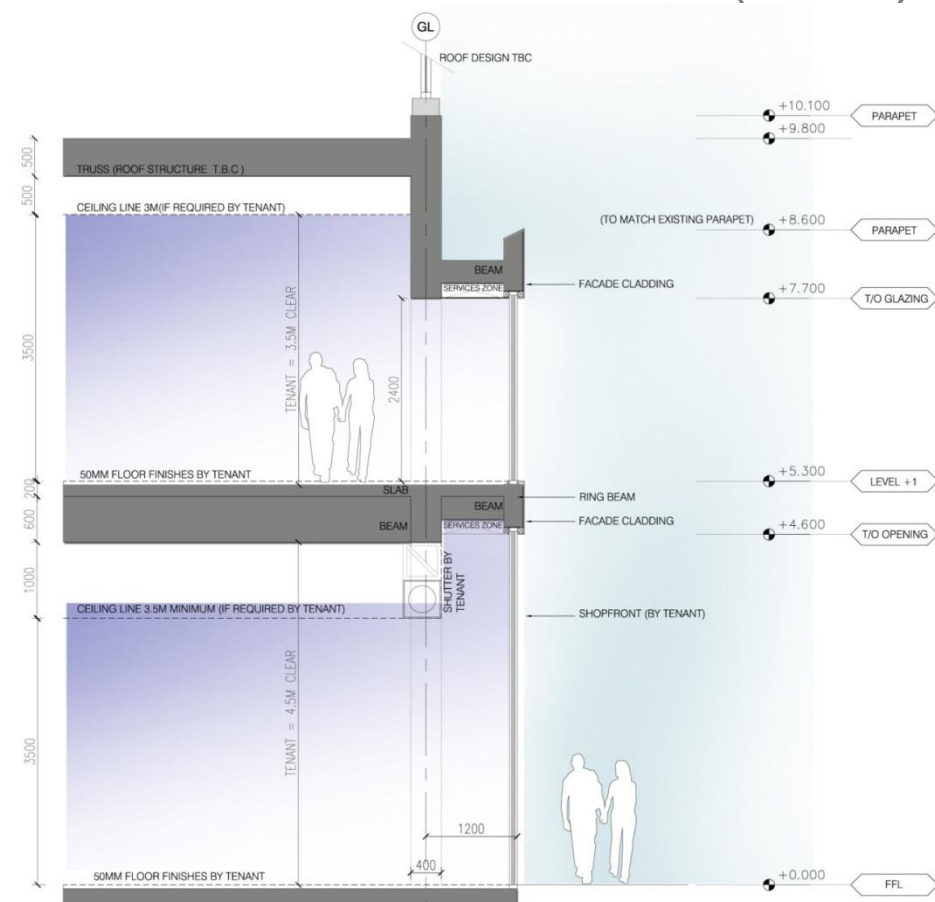 GL
ROOF DESIGN TBC
+10.100
PARAPET
+9.800
500
TRUSS (ROOF STRUCTURE T.B.C )
500
CEILING LINE 3M(IF REQUIRED BY TENANT)
(TO MATCH EXISTING PARAPET)
+8.600
PARAPET
BEAM
SERVICES ZONE
FACADE CLADDING
+7.700
T/O GLAZING
3500
TENANT = 3.5M CLEAR
2400
50MM FLOOR FINISHES BY TENANT
+5.300
LEVEL +1
200
SLAB
RING BEAM
600
BEAM
BEAM
SERVICES ZONE
FACADE CLADDING
+4.600
T/O OPENING
1000
SHUTTER BY
TENANT
CEILING LINE 3.5M MINIMUM (IF REQUIRED BY TENANT)
SHOPFRONT (BY TENANT)
TENANT = 4.5M CLEAR
3500
1200
400
50MM FLOOR FINISHES BY TENANT
+0.000
FFL